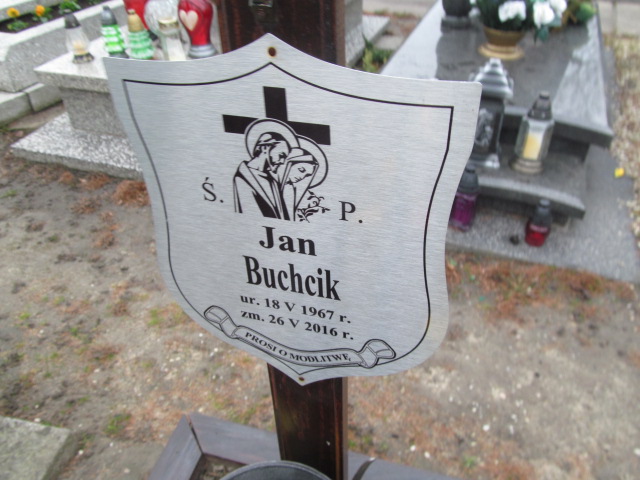 Ś. P.
Jan
Buchcik
ur. 18 V 1967 r.
zm. 26 V 2016 r.
PROSI O MODLITWĘ